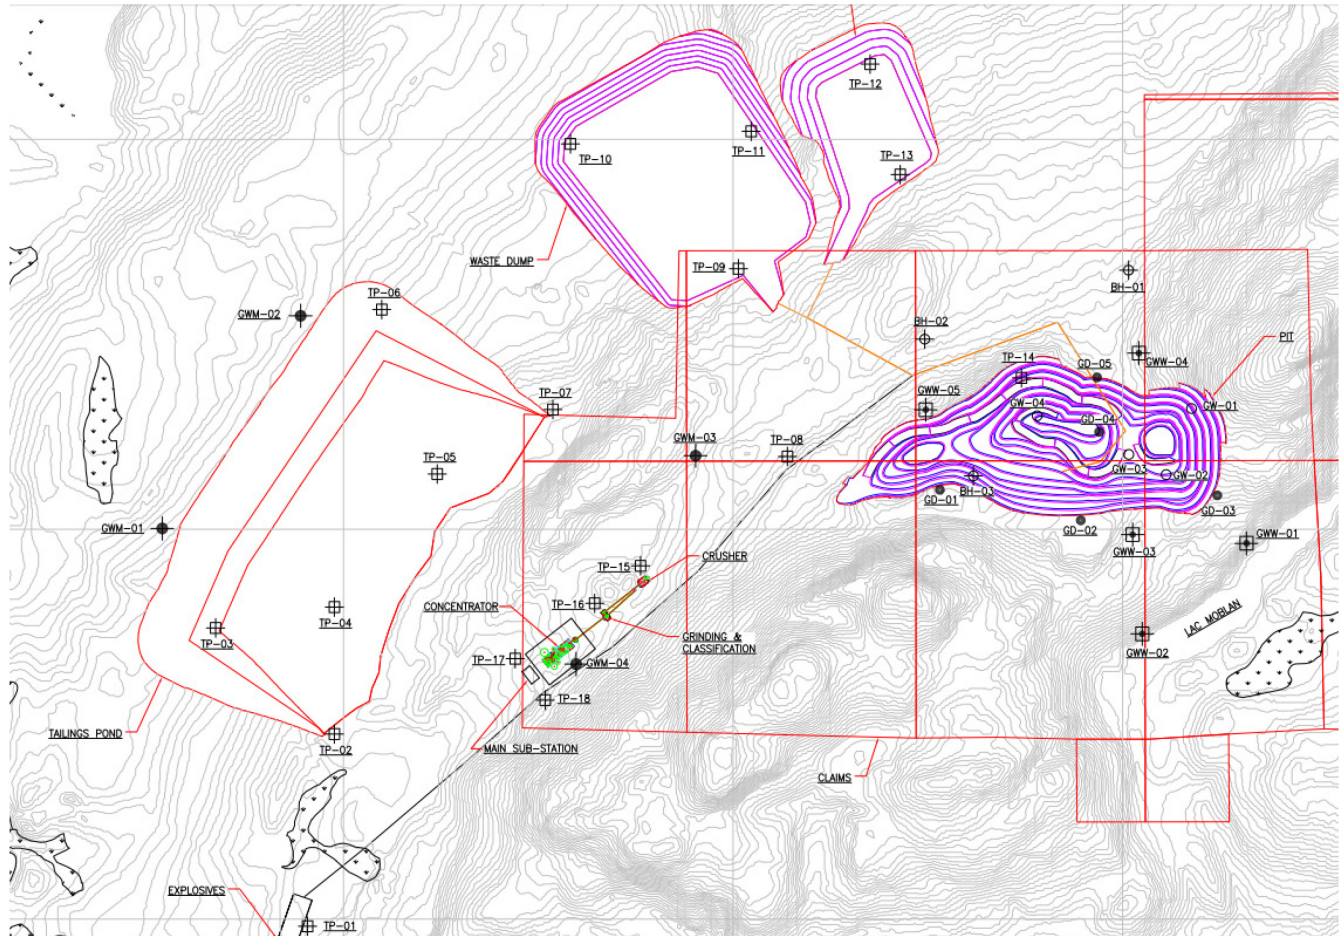 TP-12
TP-11
TP-10
TP-13
WASTE DUMP
TP-09
BH-01
TP-06
GWM-02
BH-02
PIT
TP-14
GD-05
GWW-04
TP-07
GWW-05
GW-04
GW-01
GD-04
GWM-03
TP-08
GW-03
TP-05
GW-02
GD-01
BH-03
GD-03
GWM-01
GD-02
GWW-03
GWW-01
CRUSHER
TP-15
TP-16
CONCENTRATOR
TP-04
LAC MOBLAN
TP-03
GRINDING &
CLASSIFICATION
GWW-02
TP-17
GWM-04
TP-18
TAILINGS POND
TP-02
MAIN SUB-STATION
CLAIMS
EXPLOSIVES
TP-01